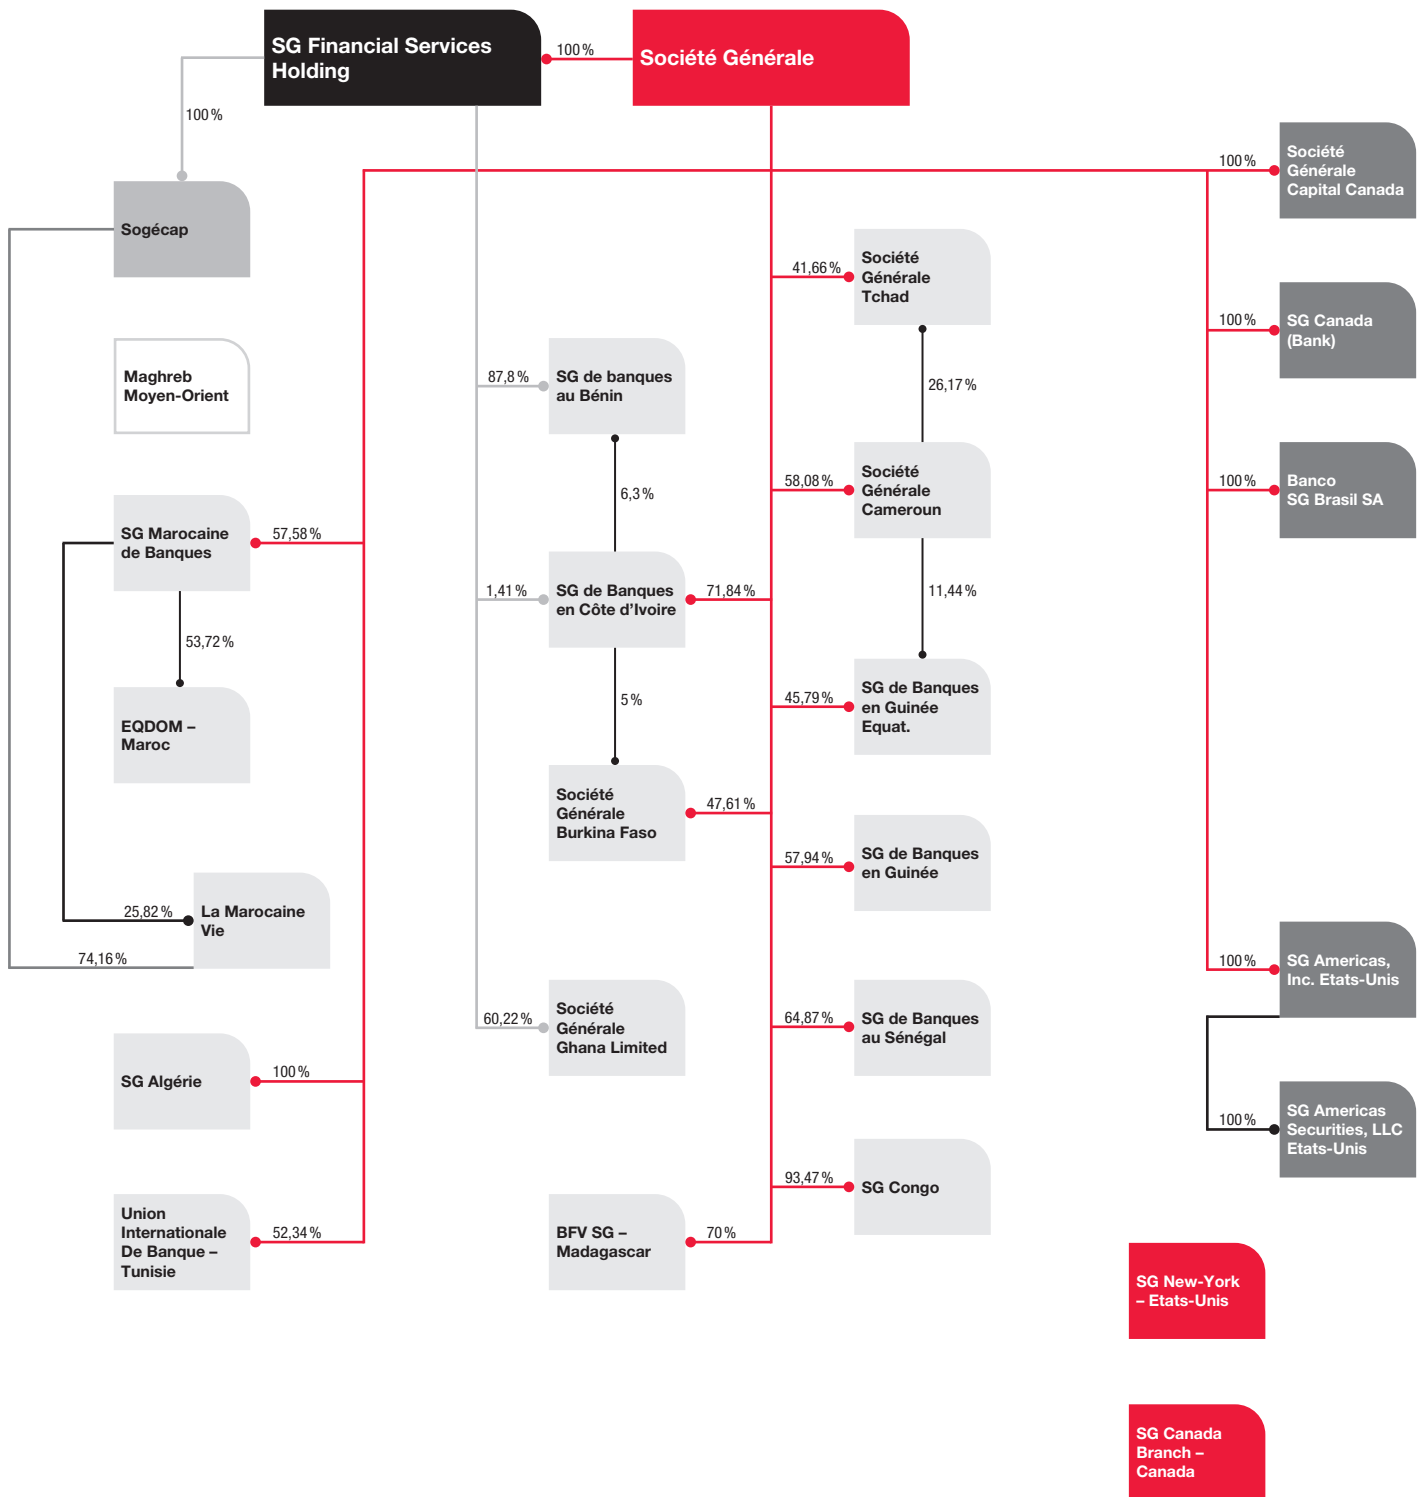 SG Financial Services
Holding
100 %
Société Générale
100 %
Sogécap
Maghreb
Moyen-Orient
SG Marocaine
de Banques
57,58 %
53,72 %
EQDOM –
Maroc
25,82 %
La Marocaine
Vie
74,16 %
SG Algérie
100 %
Union
Internationale
De Banque –
Tunisie
52,34 %
87,8 %
SG de banques
au Bénin
6,3 %
1,41 %
SG de Banques
en Côte d’Ivoire
71,84 %
5 %
Société
Générale
Burkina Faso
47,61 %
60,22 %
Société
Générale
Ghana Limited
BFV SG –
Madagascar
70 %
41,66 %
Société
Générale
Tchad
26,17 %
58,08 %
Société
Générale
Cameroun
11,44 %
45,79 %
SG de Banques
en Guinée
Equat.
57,94 %
SG de Banques
en Guinée
64,87 %
SG de Banques
au Sénégal
93,47 %
SG Congo
100 %
Société
Générale
Capital Canada
100 %
SG Canada
(Bank)
100 %
Banco
SG Brasil SA
100 %
SG Americas,
Inc. Etats-Unis
100 %
SG Americas
Securities, LLC
Etats-Unis
SG New-York
– Etats-Unis
SG Canada
Branch –
Canada